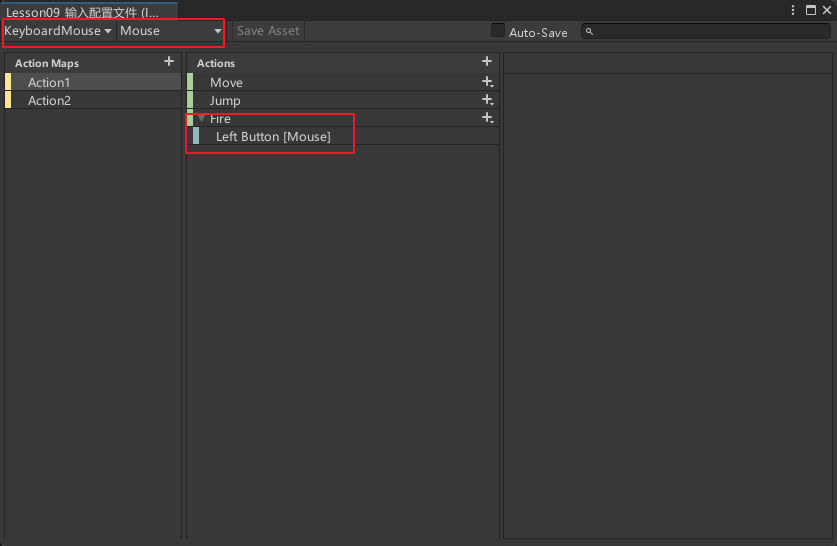 Lesson09 输入配置文件 (I...
KeyboardMouse Mouse Save Asset Auto-Save
Action Maps
Action1
Action2
Actions
Move
Jump
Fire
Left Button [Mouse]